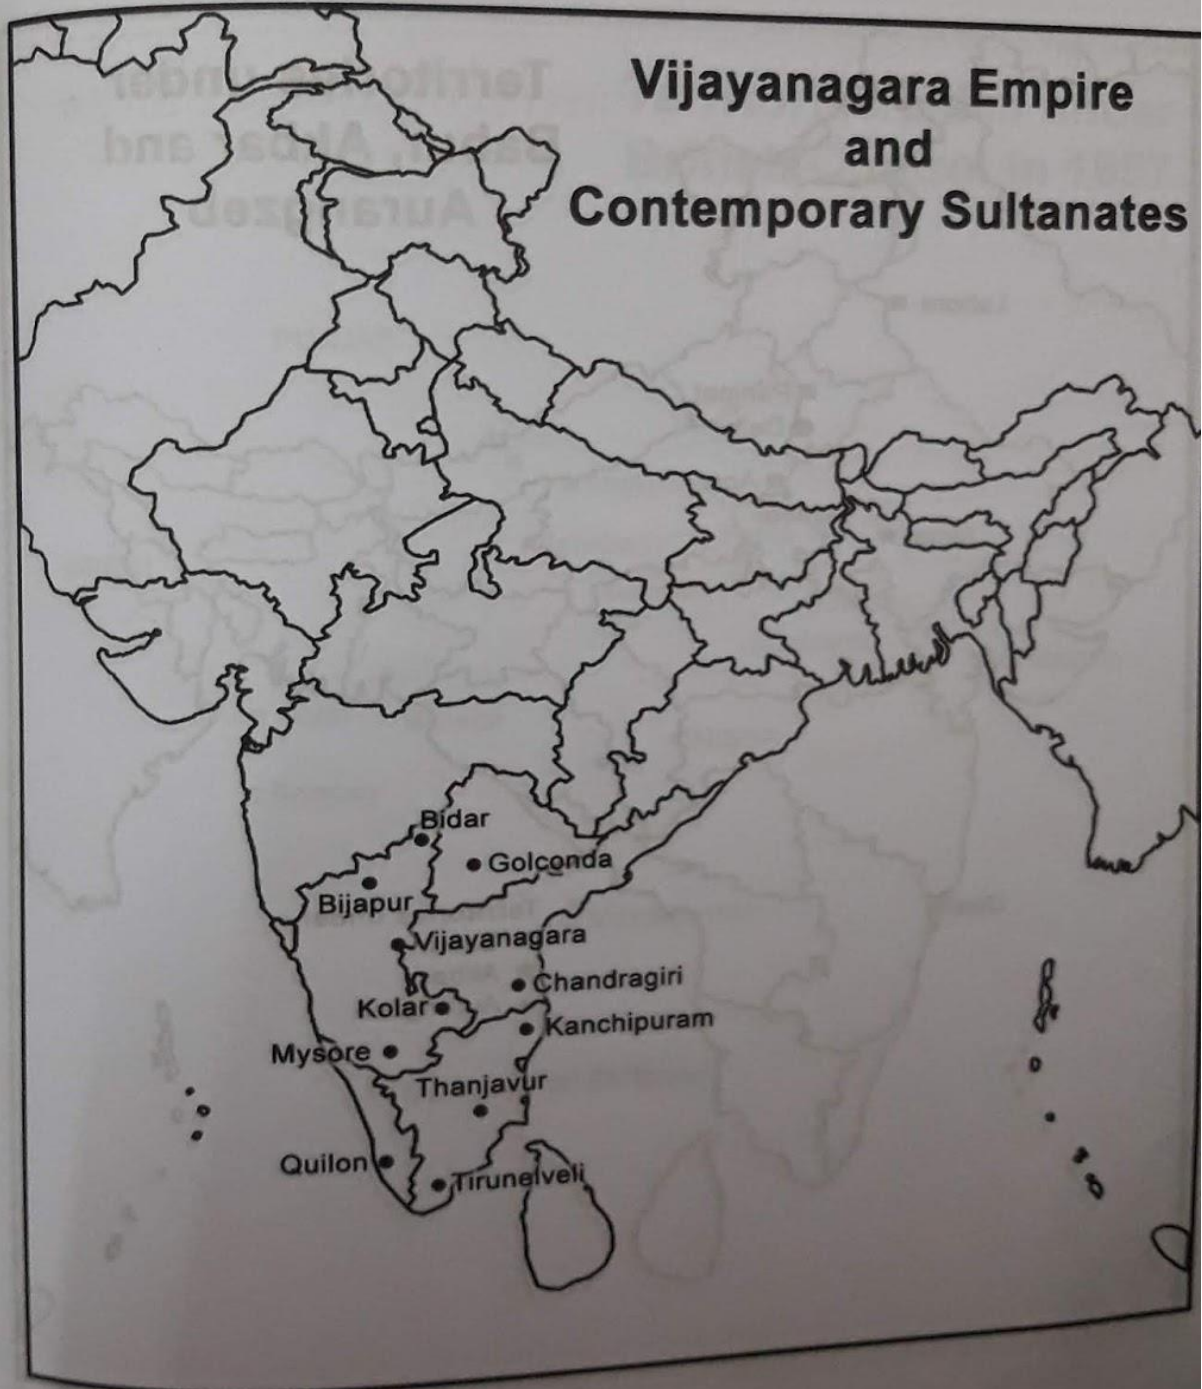 Vijayanagara Empire
and
Contemporary Sultanates
Bidar
Golconda
Bijapur
Vijayanagara
Chandragiri
Kolar
Kanchipuram
Mysore
Thanjavur
Quilon
Tirunelveli